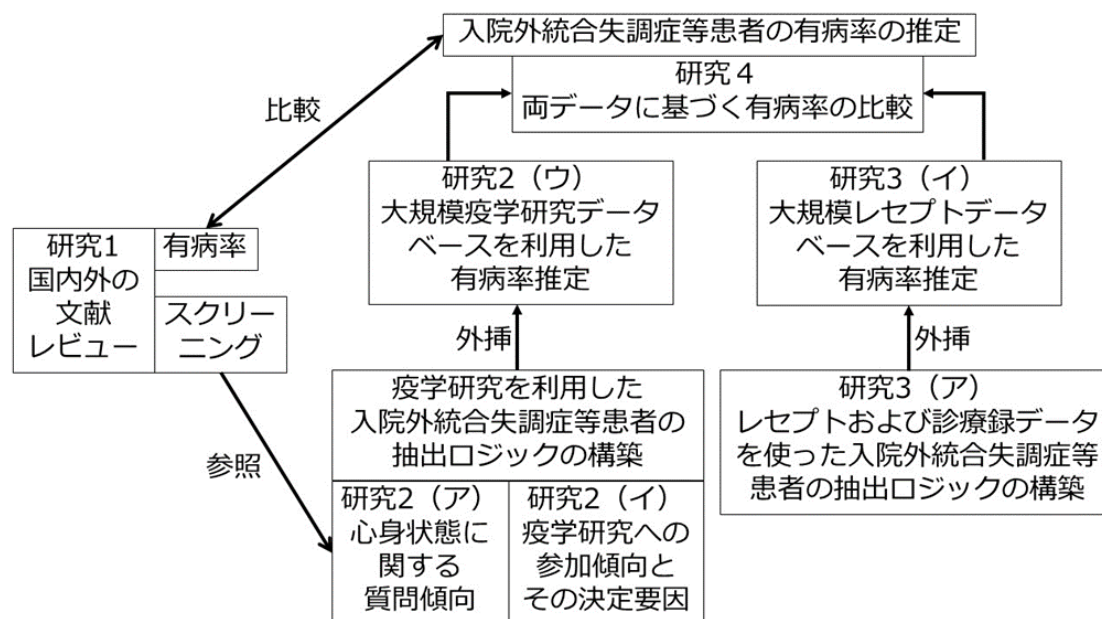 入院外統合失調症等患者の有病率の推定
研究４
両データに基づく有病率の比較
比較
研究2（ウ）
大規模疫学研究データ
ベースを利用した
有病率推定
研究3（イ）
大規模レセプトデータ
ベースを利用した
有病率推定
研究1
国内外の
文献
レビュー
有病率
スクリー
ニング
外挿
外挿
参照
疫学研究を利用した
入院外統合失調症等患者の
抽出ロジックの構築
研究2（ア）
心身状態に
関する
質問傾向
研究2（イ）
疫学研究への
参加傾向と
その決定要因
研究3（ア）
レセプトおよび診療録データ
を使った入院外統合失調症等
患者の抽出ロジックの構築